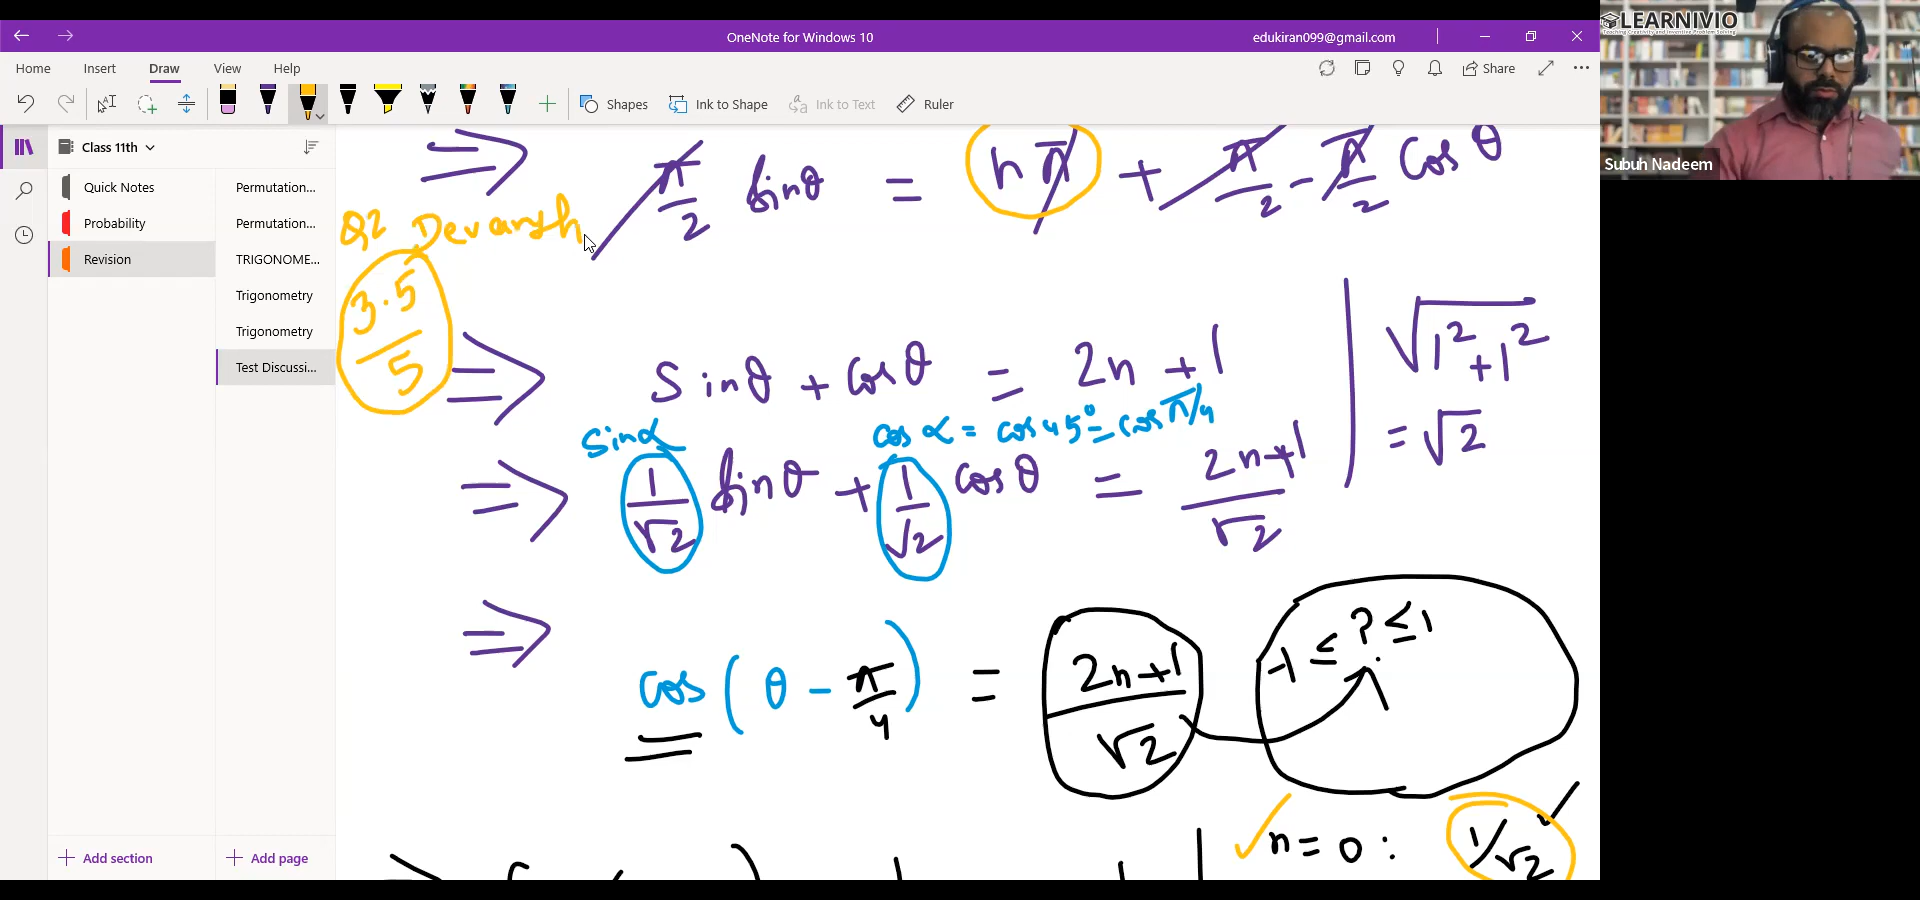 OneNote for Windows 10
edukiran099@gmail.com
LEARNIVIO
Home Insert Draw View Help
Share
Shapes Ink to Shape Ink to Text Ruler
Class 11th
Quick Notes
Probability
Revision
Permutation...
Permutation...
TRIGONOME...
Trigonometry
Trigonometry
Test Discussi...
Add section
Add page
Subuh Nadeem
⇒ π/2 sinθ = nπ + π/2 - π/2 cosθ
Q2 Devansh
3.5/5
⇒ sinθ + cosθ = 2n + 1
√1² + 1²
= √2
sinα cosα = cos45° = cos π/4
⇒ 1/√2 sinθ + 1/√2 cosθ = 2n+1/√2
⇒ cos(θ - π/4) = 2n+1/√2
-1 ≤ ? ≤ 1
n = 0 : 1/√2